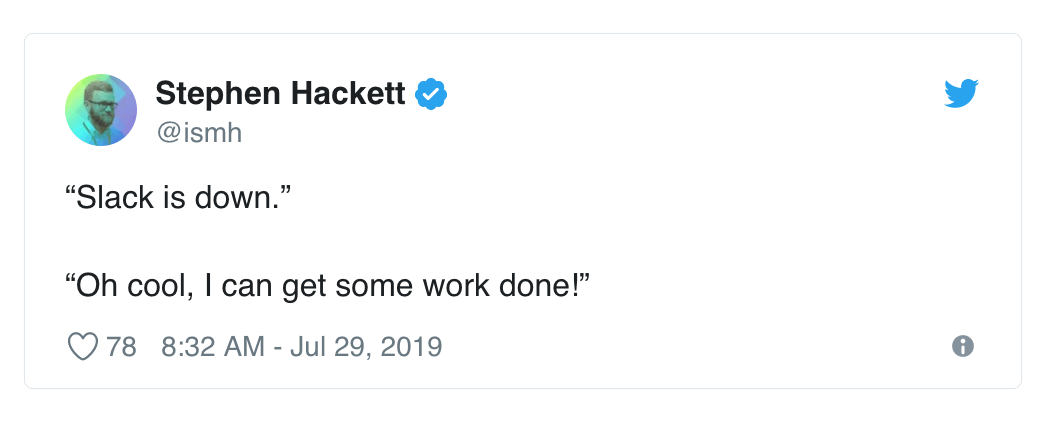 Stephen Hackett
@ismh
“Slack is down.”
“Oh cool, I can get some work done!”
78 8:32 AM - Jul 29, 2019